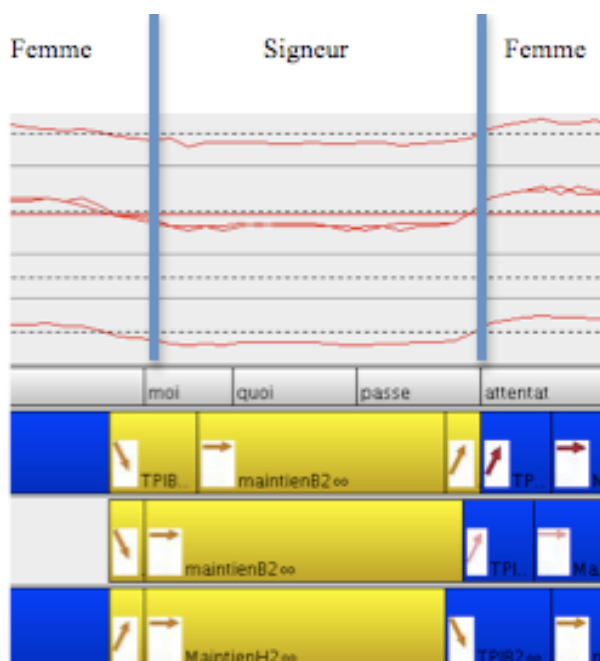 Femme Signeur Femme
moi quoi passe attentat
TPIB.. maintienB2∞ TP..
maintienB2∞ TPI.. Ma
MaintienH2∞ TPIB2∞